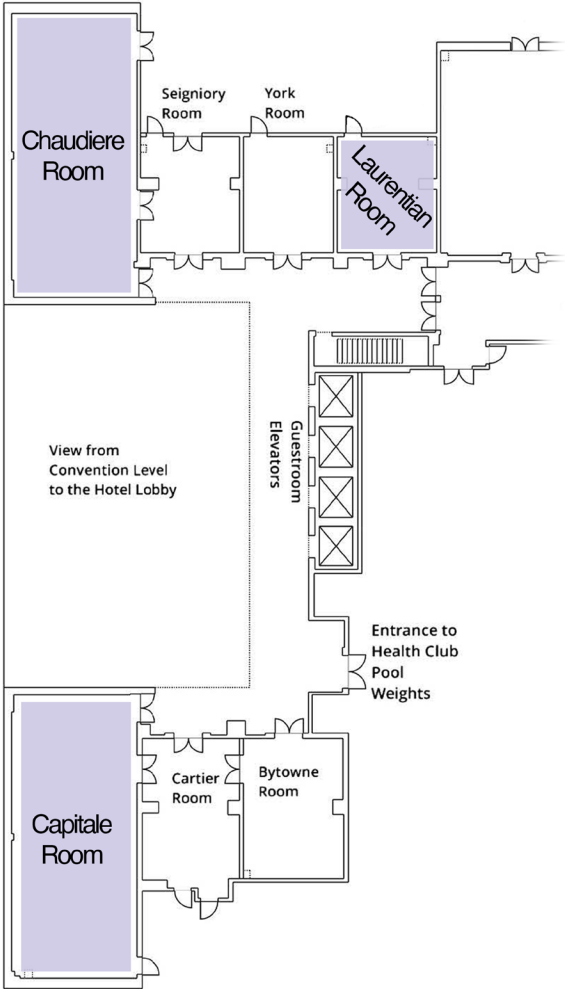 Seigniory
Room
York
Room
Chaudiere
Room
Laurentian
Room
View from
Convention Level
to the Hotel Lobby
Guestroom
Elevators
Entrance to
Health Club
Pool
Weights
Cartier
Room
Bytowne
Room
Capitale
Room